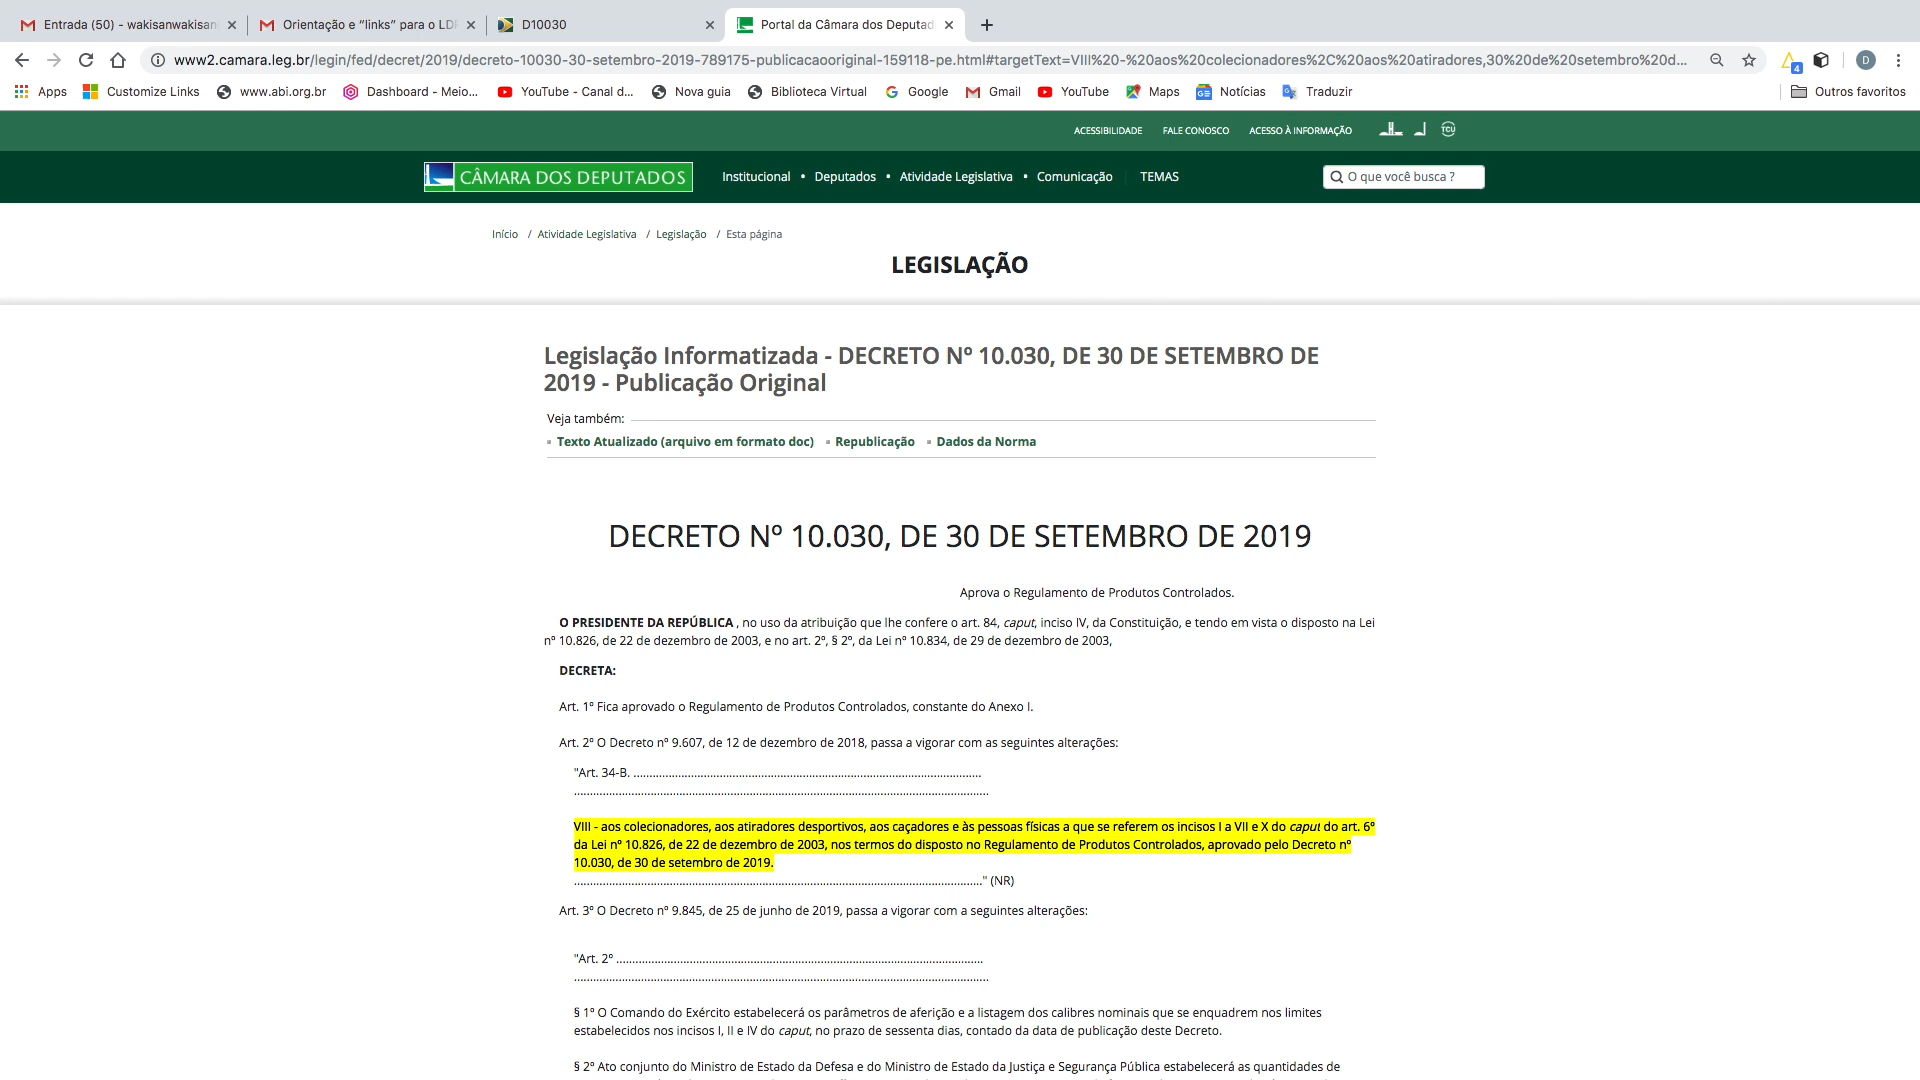 Entrada (50) - wakisanwakisan
Orientação e “links” para o LDP
D10030
Portal da Câmara dos Deputad
www2.camara.leg.br/legin/fed/decret/2019/decreto-10030-30-setembro-2019-789175-publicacaooriginal-159118-pe.html#targetText=VIII%20-%20aos%20colecionadores%2C%20aos%20atiradores,30%20de%20setembro%20d...
4
D
Apps
Customize Links
www.abi.org.br
Dashboard - Meio...
YouTube - Canal d...
Nova guia
Biblioteca Virtual
Google
Gmail
YouTube
Maps
Notícias
Traduzir
Outros favoritos
ACESSIBILIDADE
FALE CONOSCO
ACESSO À INFORMAÇÃO
TCU
CÂMARA DOS DEPUTADOS
Institucional • Deputados • Atividade Legislativa • Comunicação
TEMAS
O que você busca ?
Início / Atividade Legislativa / Legislação / Esta página
LEGISLAÇÃO
Legislação Informatizada - DECRETO Nº 10.030, DE 30 DE SETEMBRO DE
2019 - Publicação Original
Veja também:
Texto Atualizado (arquivo em formato doc)
Republicação
Dados da Norma
DECRETO Nº 10.030, DE 30 DE SETEMBRO DE 2019
Aprova o Regulamento de Produtos Controlados.
O PRESIDENTE DA REPÚBLICA , no uso da atribuição que lhe confere o art. 84, caput, inciso IV, da Constituição, e tendo em vista o disposto na Lei
nº 10.826, de 22 de dezembro de 2003, e no art. 2º, § 2º, da Lei nº 10.834, de 29 de dezembro de 2003,
DECRETA:
Art. 1º Fica aprovado o Regulamento de Produtos Controlados, constante do Anexo I.
Art. 2º O Decreto nº 9.607, de 12 de dezembro de 2018, passa a vigorar com as seguintes alterações:
"Art. 34-B. ..............................................................................................................
...................................................................................................................................
VIII - aos colecionadores, aos atiradores desportivos, aos caçadores e às pessoas físicas a que se referem os incisos I a VII e X do caput do art. 6º
da Lei nº 10.826, de 22 de dezembro de 2003, nos termos do disposto no Regulamento de Produtos Controlados, aprovado pelo Decreto nº
10.030, de 30 de setembro de 2019.
................................................................................................................................." (NR)
Art. 3º O Decreto nº 9.845, de 25 de junho de 2019, passa a vigorar com a seguintes alterações:
"Art. 2º ....................................................................................................................
...................................................................................................................................
§ 1º O Comando do Exército estabelecerá os parâmetros de aferição e a listagem dos calibres nominais que se enquadrem nos limites
estabelecidos nos incisos I, II e IV do caput, no prazo de sessenta dias, contado da data de publicação deste Decreto.
§ 2º Ato conjunto do Ministro de Estado da Defesa e do Ministro de Estado da Justiça e Segurança Pública estabelecerá as quantidades de